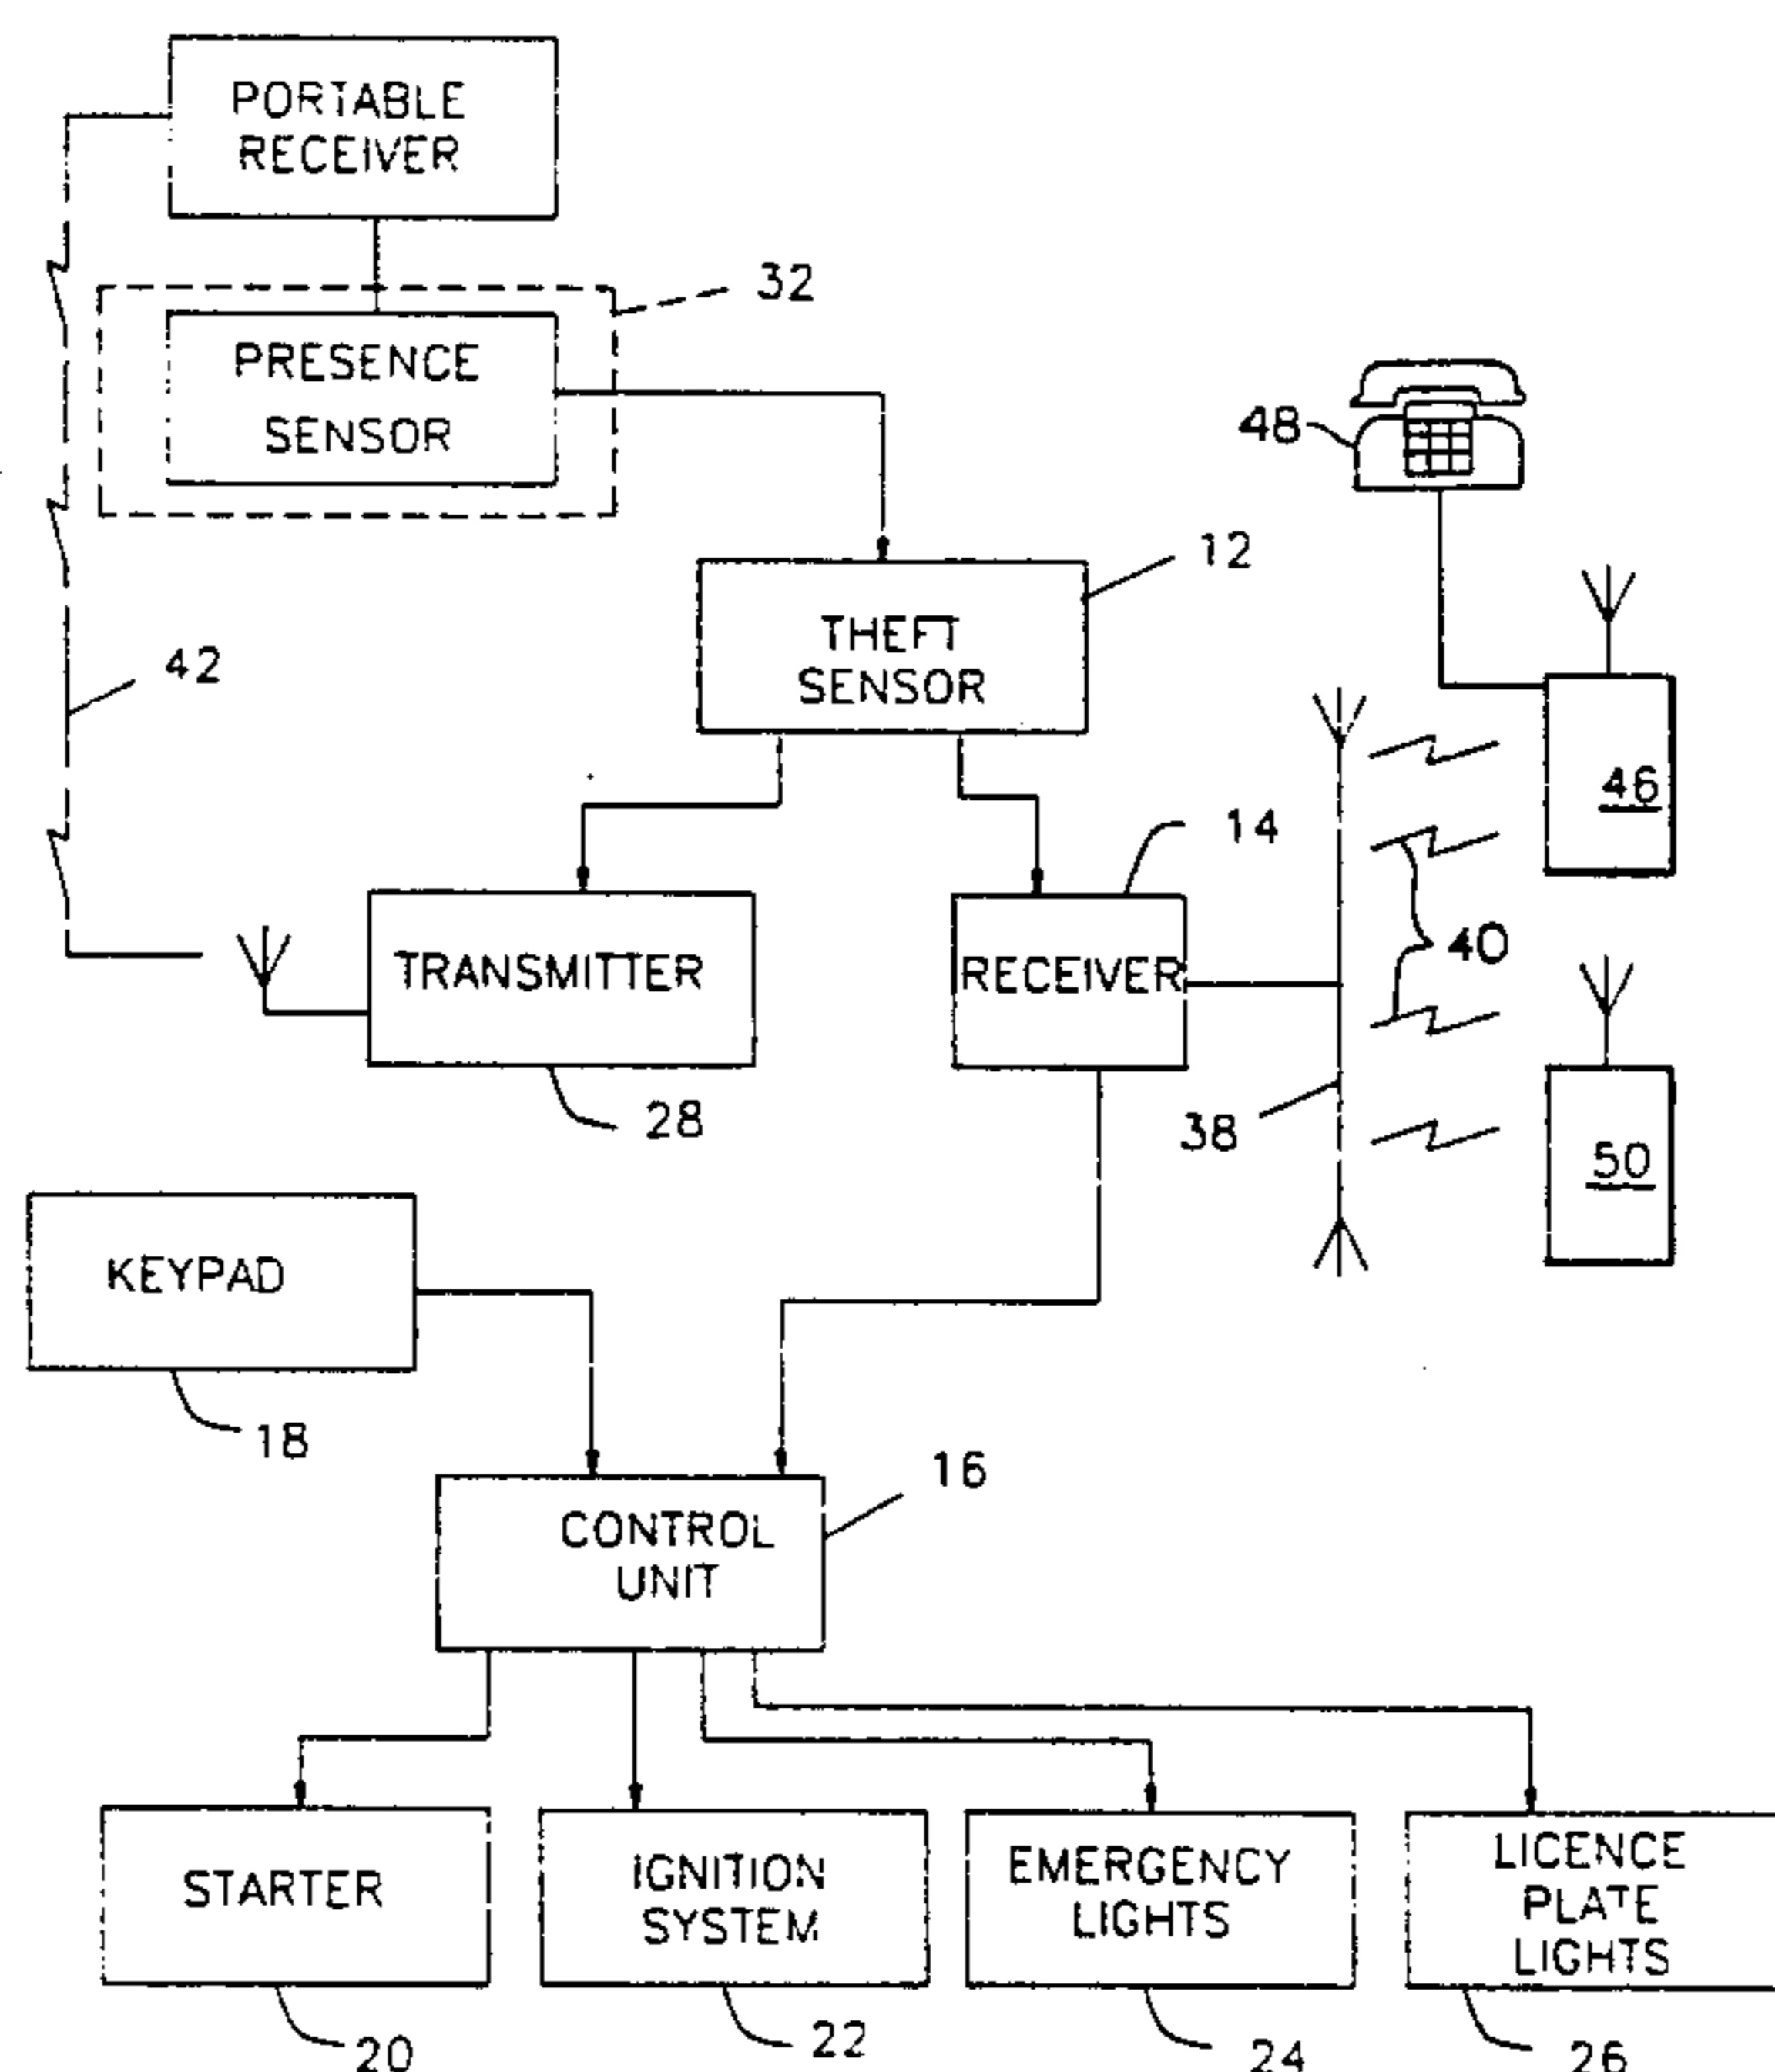 PORTABLE
RECEIVER
32
PRESENCE
SENSOR
48
12
THEFT
SENSOR
42
46
14
40
TRANSMITTER
RECEIVER
28
38
50
KEYPAD
18
16
CONTROL
UNIT
STARTER
IGNITION
SYSTEM
EMERGENCY
LIGHTS
LICENCE
PLATE
LIGHTS
20
22
24
26